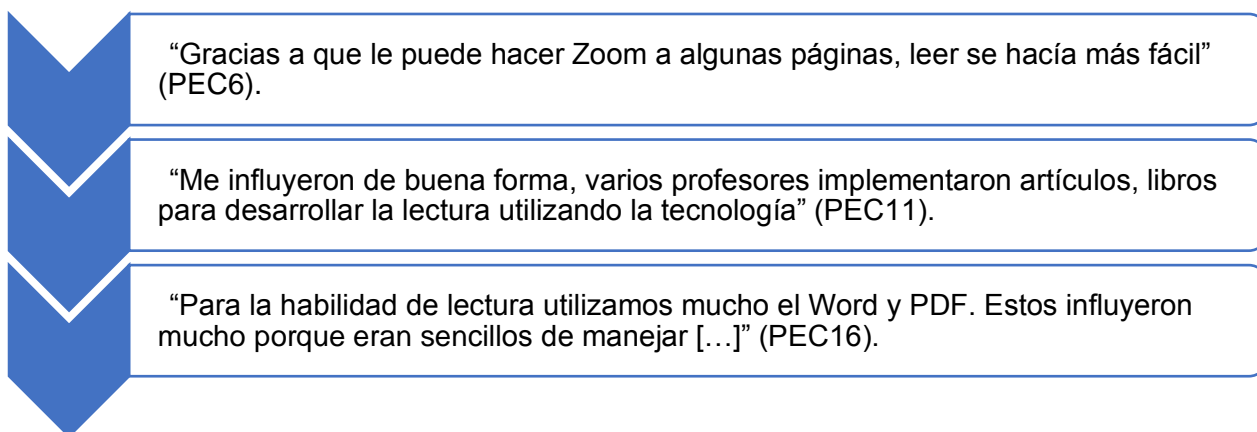 “Gracias a que le puede hacer Zoom a algunas páginas, leer se hacía más fácil”
(PEC6).
“Me influyeron de buena forma, varios profesores implementaron artículos, libros
para desarrollar la lectura utilizando la tecnología” (PEC11).
“Para la habilidad de lectura utilizamos mucho el Word y PDF. Estos influyeron
mucho porque eran sencillos de manejar […]” (PEC16).